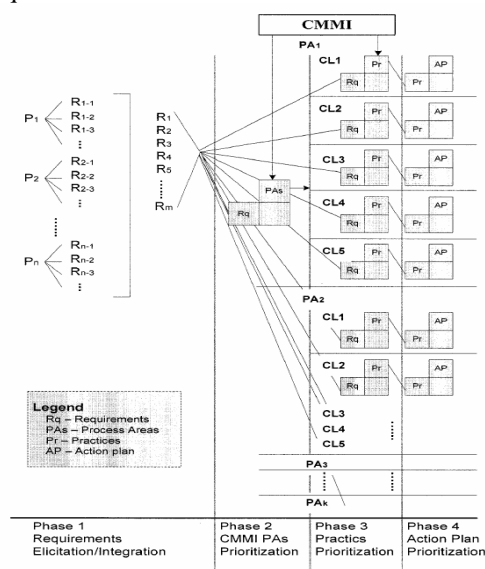 CMMI
PA1
CL1 Pr AP
Rq Pr
P1 R1-1
R1-2
R1-3
CL2 Pr AP
Rq Pr
R1
R2
R3
R4
R5
Rm
P2 R2-1
R2-2
R2-3
CL3 Pr AP
Rq Pr
PAs
Rq
CL4 Pr AP
Rq Pr
CL5 Pr AP
Rq Pr
Pn Rn-1
Rn-2
Rn-3
PA2
CL1 Pr AP
Rq Pr
CL2 Pr AP
Rq Pr
CL3
CL4
CL5
Legend
Rq – Requirements
PAs – Process Areas
Pr – Practices
AP – Action plan
PA3
PAk
Phase 1
Requirements
Elicitation/Integration
Phase 2
CMMI PAs
Prioritization
Phase 3
Practics
Prioritization
Phase 4
Action Plan
Prioritization